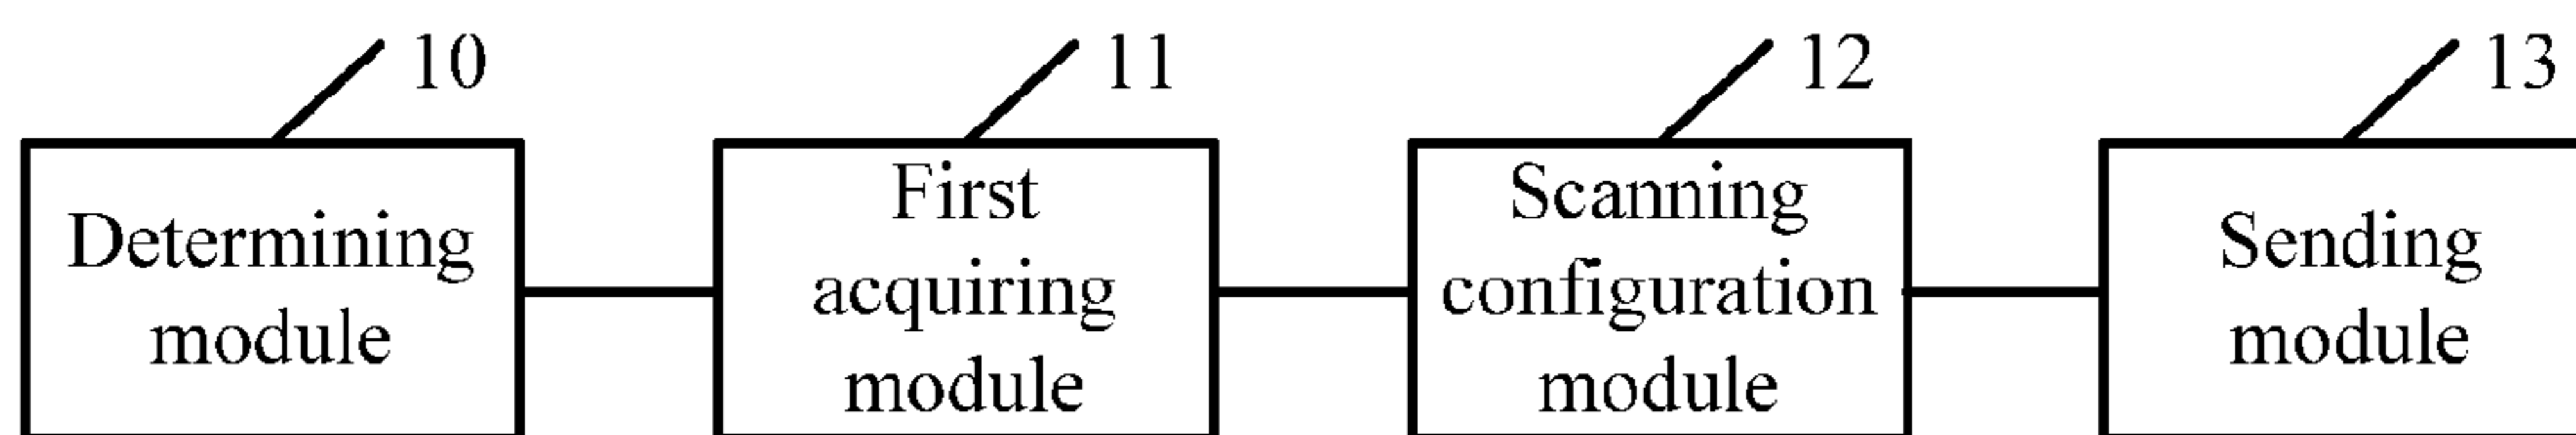 10
11
12
13
Determining
module
First
acquiring
module
Scanning
configuration
module
Sending
module